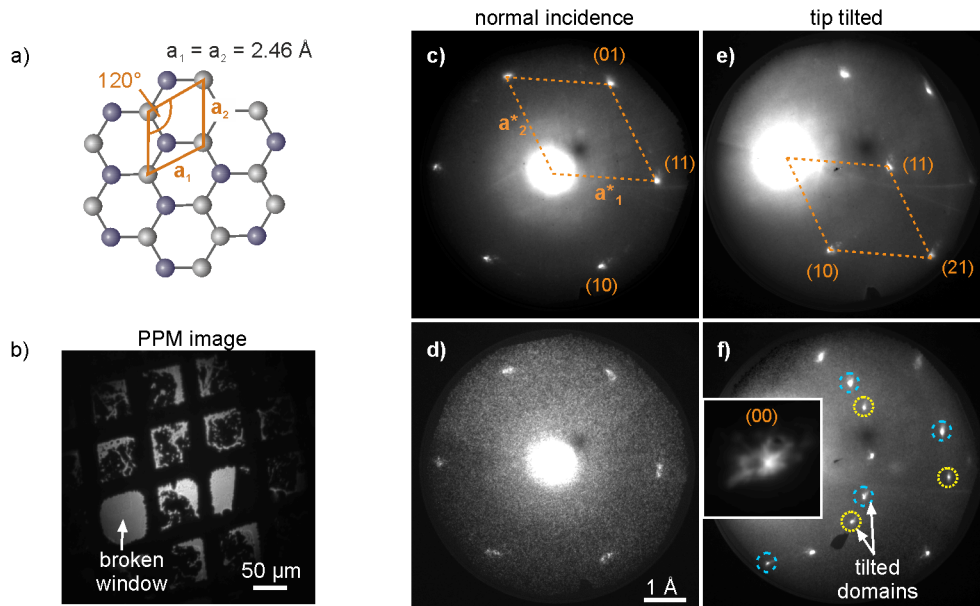 normal incidence
tip tilted
a)
a₁ = a₂ = 2.46 Å
120°
a₂
a₁
b)
PPM image
broken
window
50 µm
c)
(01)
a*₂
(11)
a*₁
(10)
e)
(11)
(10)
(21)
d)
1 Å
f)
(00)
tilted
domains